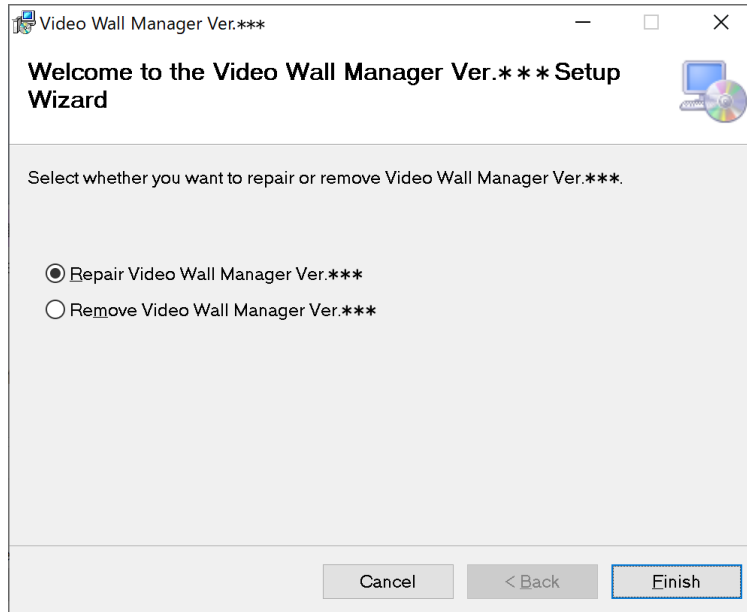 Video Wall Manager Ver.***
Welcome to the Video Wall Manager Ver.*** Setup
Wizard
Select whether you want to repair or remove Video Wall Manager Ver.***.
Repair Video Wall Manager Ver.***
Remove Video Wall Manager Ver.***
Cancel
< Back
Finish